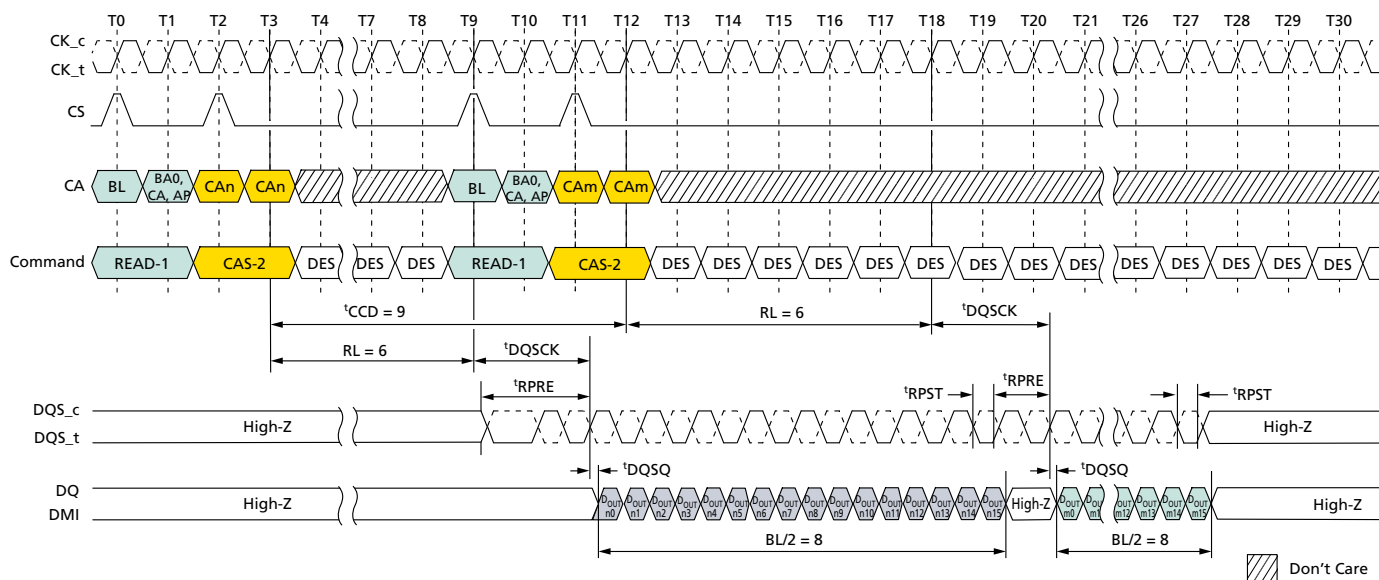 T0 T1 T2 T3 T4 T7 T8 T9 T10 T11 T12 T13 T14 T15 T16 T17 T18 T19 T20 T21 T26 T27 T28 T29 T30
CK_c
CK_t
CS
CA BL BA0, CA, AP CAn CAn BL BA0, CA, AP CAm CAm
Command READ-1 CAS-2 DES DES DES READ-1 CAS-2 DES DES DES DES DES DES DES DES DES DES DES DES DES DES
tCCD = 9 RL = 6 tDQSCK
RL = 6 tDQSCK
tRPRE tRPST tRPRE tRPST
DQS_c
DQS_t
High-Z High-Z
tDQSQ tDQSQ
DQ
DMI
High-Z DOUT n0 DOUT n1 DOUT n2 DOUT n3 DOUT n4 DOUT n5 DOUT n6 DOUT n7 DOUT n8 DOUT n9 DOUT n10 DOUT n11 DOUT n12 DOUT n13 DOUT n14 DOUT n15 High-Z DOUT m0 DOUT m1 DOUT m12 DOUT m13 DOUT m14 DOUT m15 High-Z
BL/2 = 8 BL/2 = 8
Don't Care